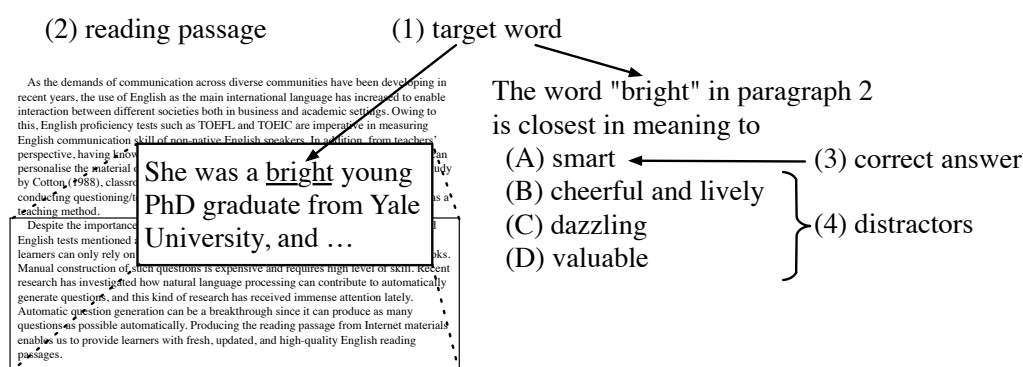 (2) reading passage
(1) target word
As the demands of communication across diverse communities have been developing in
recent years, the use of English as the main international language has increased to enable
interaction between different societies both in business and academic settings. Owing to
this, English proficiency tests such as TOEFL and TOEIC are imperative in measuring
English communication skill of non-native English speakers. In addition, from teachers'
perspective, having know can
personalise the material udy
by Cotton (1988), classro
conducting questioning/t as a
teaching method.
Despite the importance
English tests mentioned
learners can only rely on oks.
Manual construction of such questions is expensive and requires high level of skill. Recent
research has investigated how natural language processing can contribute to automatically
generate questions, and this kind of research has received immense attention lately.
Automatic question generation can be a breakthrough since it can produce as many
questions as possible automatically. Producing the reading passage from Internet materials
enables us to provide learners with fresh, updated, and high-quality English reading
passages.
She was a bright young
PhD graduate from Yale
University, and …
The word "bright" in paragraph 2
is closest in meaning to
(A) smart
(B) cheerful and lively
(C) dazzling
(D) valuable
(3) correct answer
(4) distractors